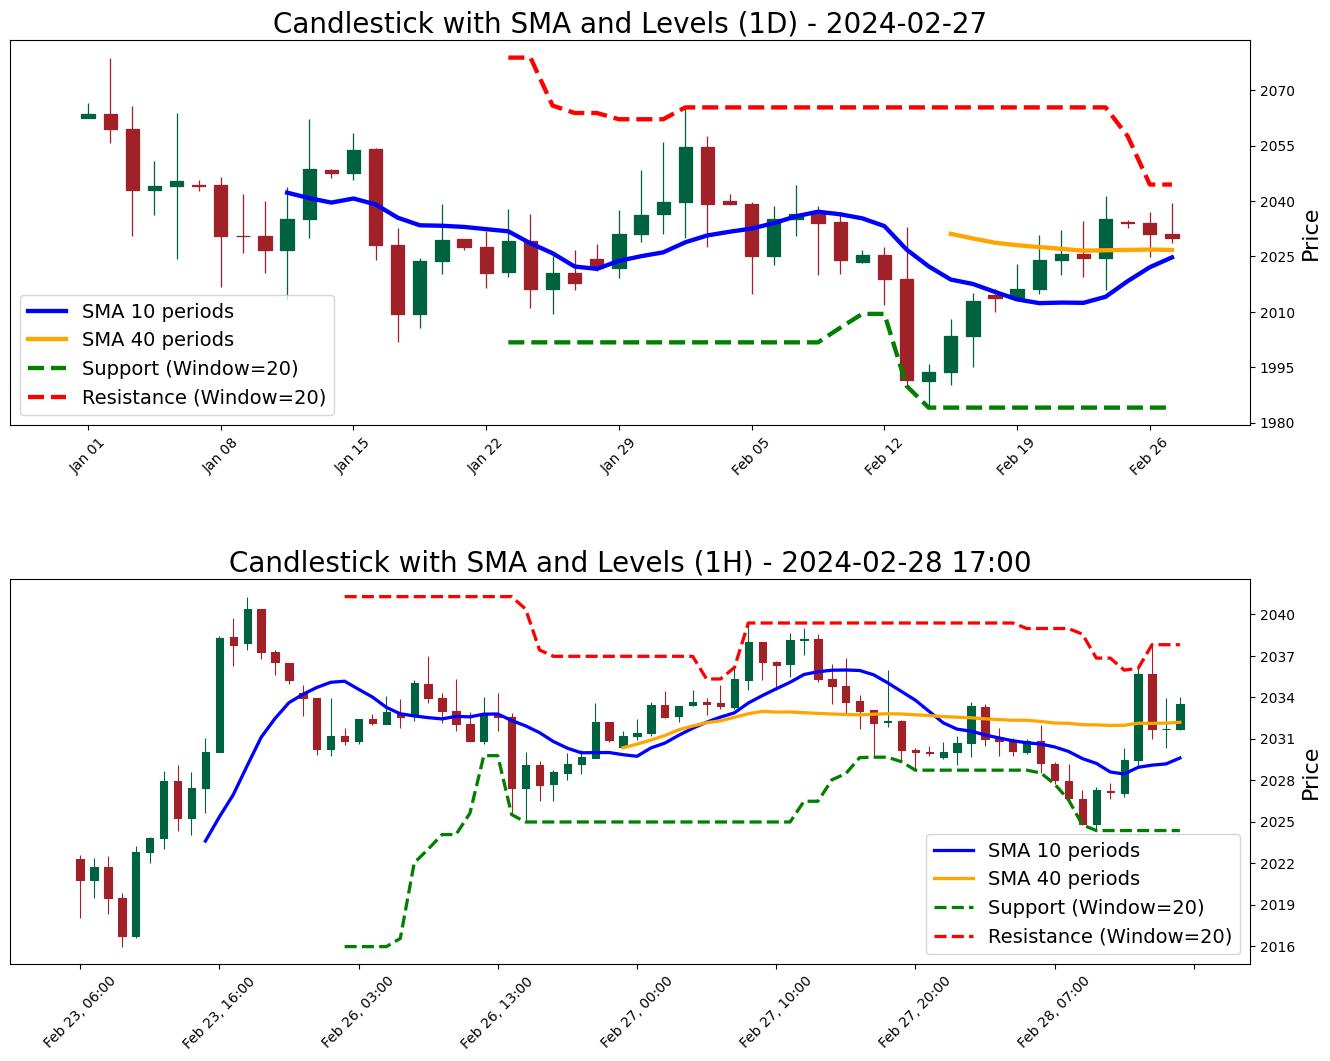 Candlestick with SMA and Levels (1D) - 2024-02-27
2070
2055
2040
2025
2010
1995
1980
Price
SMA 10 periods
SMA 40 periods
Support (Window=20)
Resistance (Window=20)
Jan 01
Jan 08
Jan 15
Jan 22
Jan 29
Feb 05
Feb 12
Feb 19
Feb 26
Candlestick with SMA and Levels (1H) - 2024-02-28 17:00
2040
2037
2034
2031
2028
2025
2022
2019
2016
Price
SMA 10 periods
SMA 40 periods
Support (Window=20)
Resistance (Window=20)
Feb 23, 06:00
Feb 23, 16:00
Feb 26, 03:00
Feb 26, 13:00
Feb 27, 00:00
Feb 27, 10:00
Feb 27, 20:00
Feb 28, 07:00